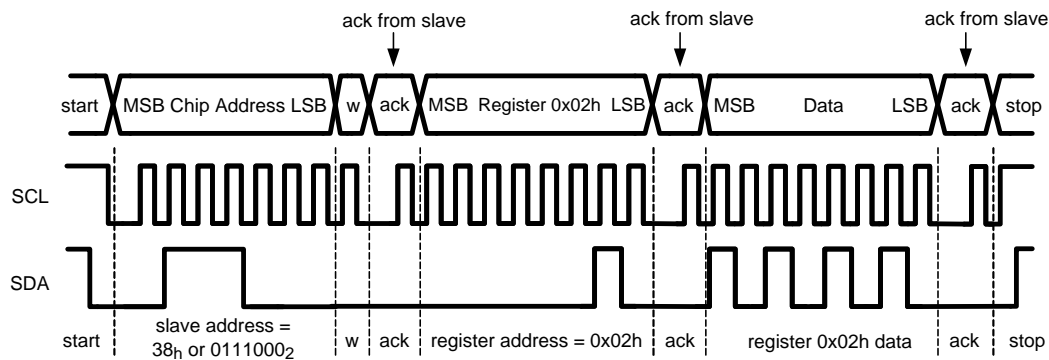 ack from slave ack from slave ack from slave
start MSB Chip Address LSB w ack MSB Register 0x02h LSB ack MSB Data LSB ack stop
SCL
SDA
start slave address = 38h or 01110002 w ack register address = 0x02h ack register 0x02h data ack stop